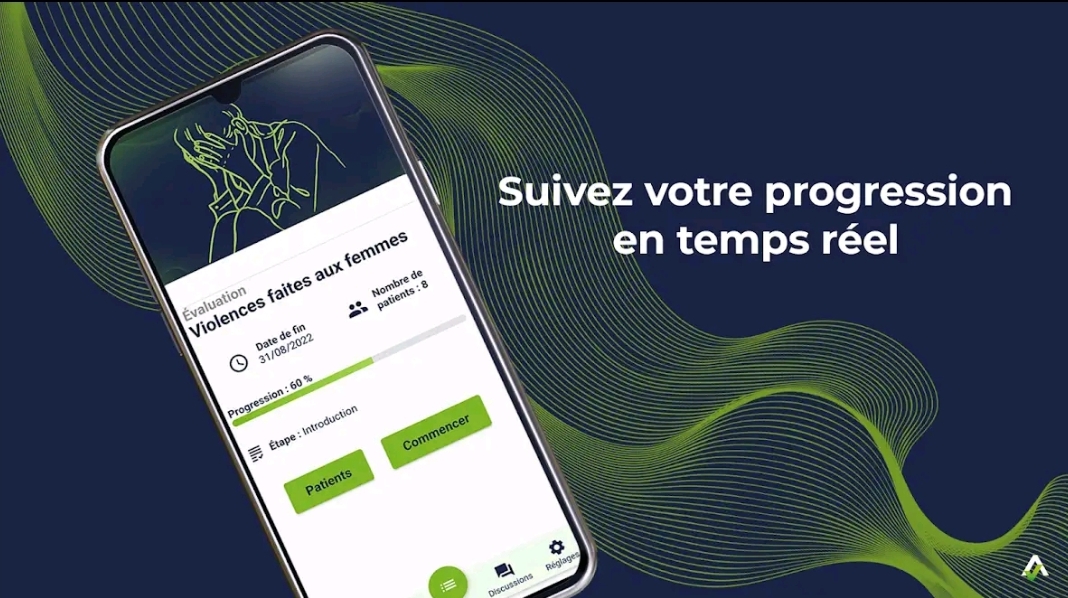 Suivez votre progression
en temps réel
Évaluation
Violences faites aux femmes
Date de fin
31/08/2022
Nombre de
patients : 8
Progression : 60 %
Étape : Introduction
Patients
Commencer
Discussions
Réglages